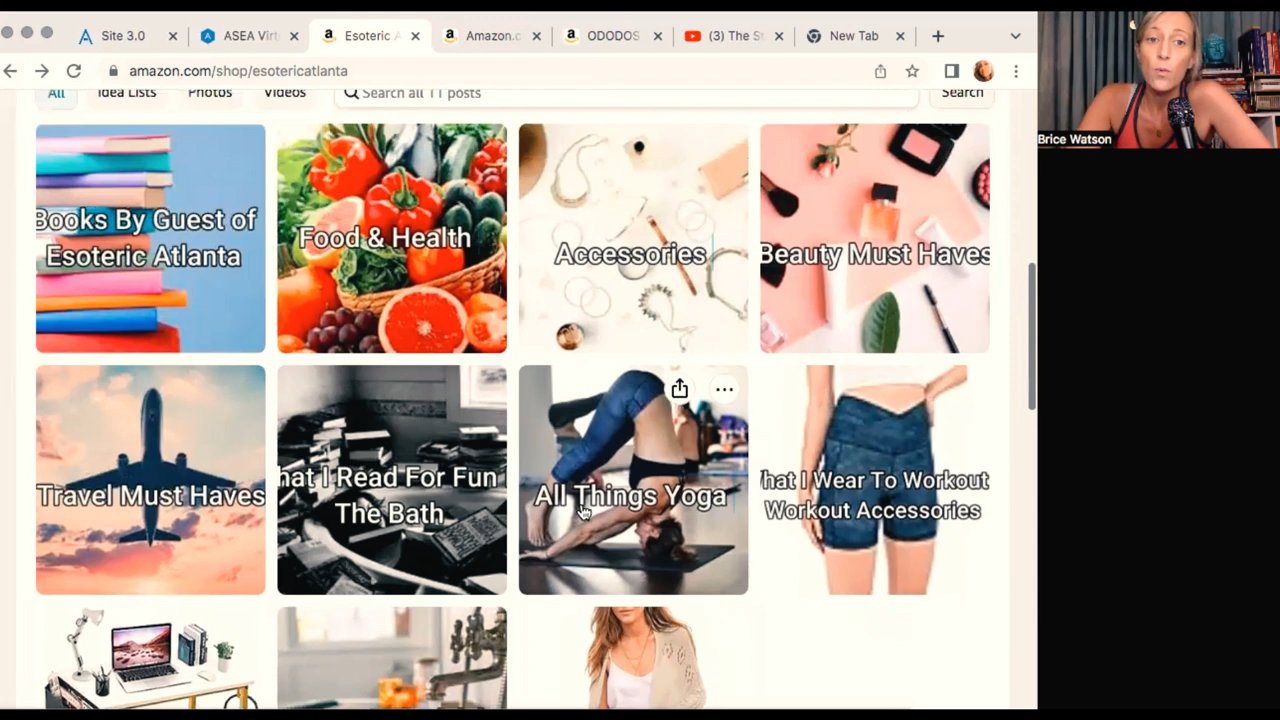 Site 3.0
ASEA Virt
Esoteric A
Amazon.c
ODODOS
(3) The St
New Tab
amazon.com/shop/esotericatlanta
All
Idea Lists
Photos
Videos
Search all 11 posts
Search
Brice Watson
Books By Guest of
Esoteric Atlanta
Food & Health
Accessories
Beauty Must Haves
Travel Must Haves
hat I Read For Fun
The Bath
All Things Yoga
hat I Wear To Workout
Workout Accessories